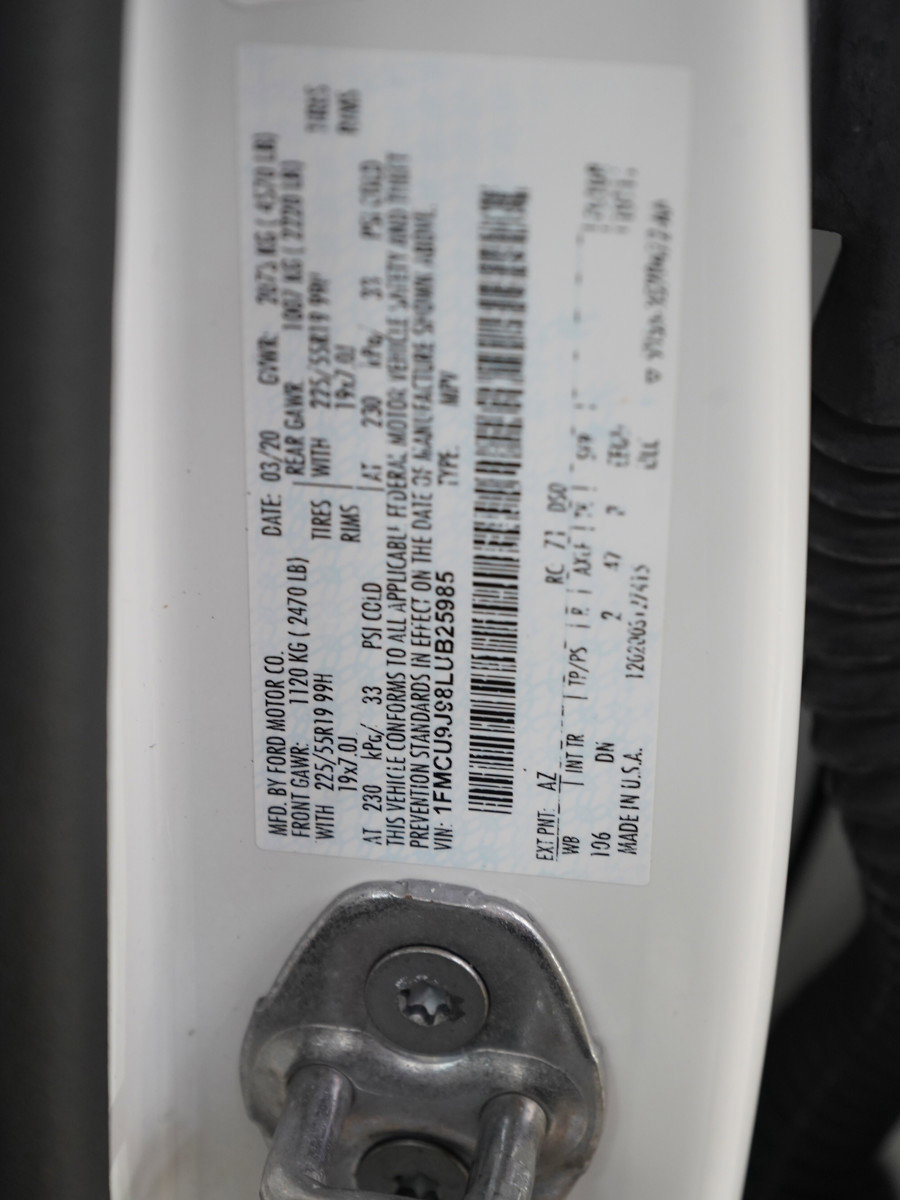 MFD. BY FORD MOTOR CO. DATE: 03/20 GVWR: 2073 KG ( 4570 LB)
FRONT GAWR: 1120 KG ( 2470 LB) REAR GAWR 1007 KG ( 2220 LB)
WITH 225/55R19 99H TIRES WITH 225/55R19 99H TIRES
19x7.0J RIMS 19x7.0J RIMS
AT 230 kPa/ 33 PSI COLD AT 230 kPa/ 33 PSI COLD
THIS VEHICLE CONFORMS TO ALL APPLICABLE FEDERAL MOTOR VEHICLE SAFETY AND THEFT
PREVENTION STANDARDS IN EFFECT ON THE DATE OF MANUFACTURE SHOWN ABOVE.
VIN: 1FMCU9J98LUB25985 TYPE: MPV
EXT PNT: AZ RC: 71 DSO
WB INT TR TP/PS R AXLE SPR
106 DN 2 47
MADE IN U.S.A.